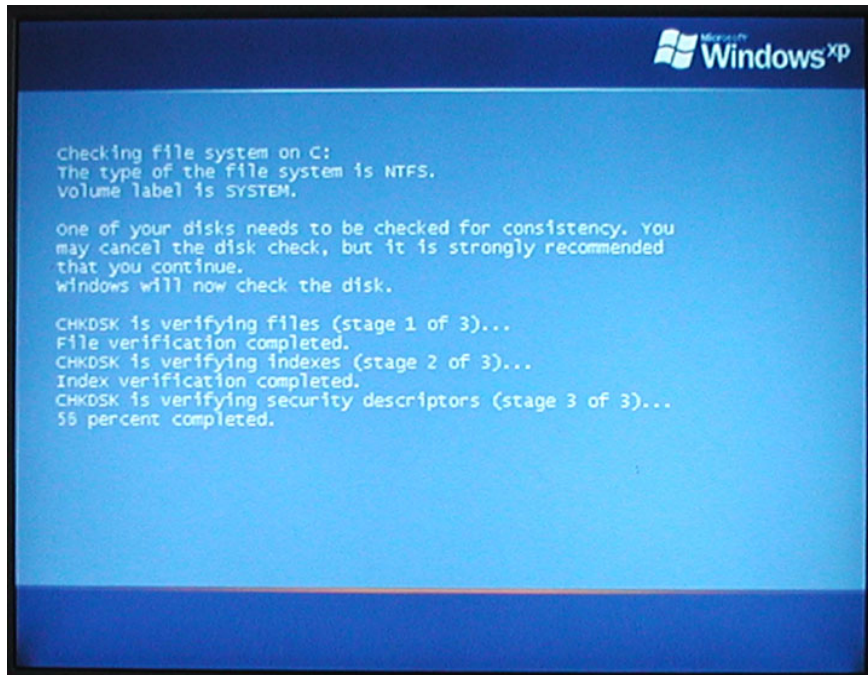 Microsoft
Windows xp
Checking file system on C:
The type of the file system is NTFS.
Volume label is SYSTEM.
One of your disks needs to be checked for consistency. You
may cancel the disk check, but it is strongly recommended
that you continue.
Windows will now check the disk.
CHKDSK is verifying files (stage 1 of 3)...
File verification completed.
CHKDSK is verifying indexes (stage 2 of 3)...
Index verification completed.
CHKDSK is verifying security descriptors (stage 3 of 3)...
percent completed.